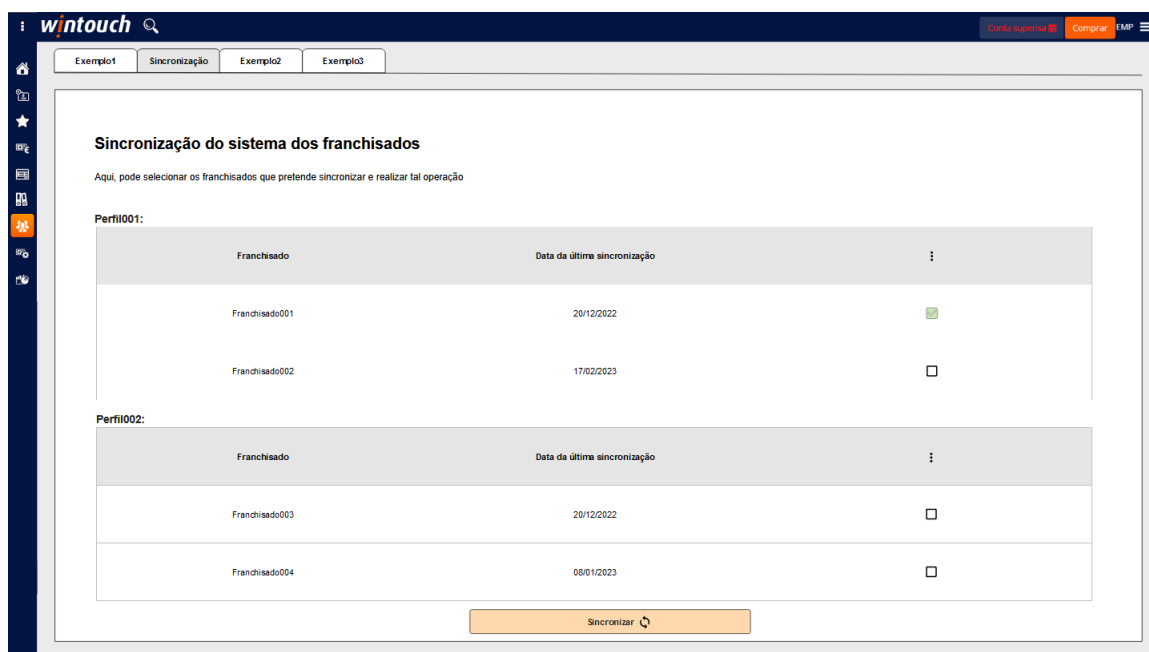 wintouch
Conta supensa
Comprar
EMP
Exemplo1 Sincronização Exemplo2 Exemplo3
Sincronização do sistema dos franchisados
Aqui, pode selecionar os franchisados que pretende sincronizar e realizar tal operação
Perfil001:
Franchisado Data da última sincronização
Franchisado001 20/12/2022
Franchisado002 17/02/2023
Perfil002:
Franchisado Data da última sincronização
Franchisado003 20/12/2022
Franchisado004 08/01/2023
Sincronizar